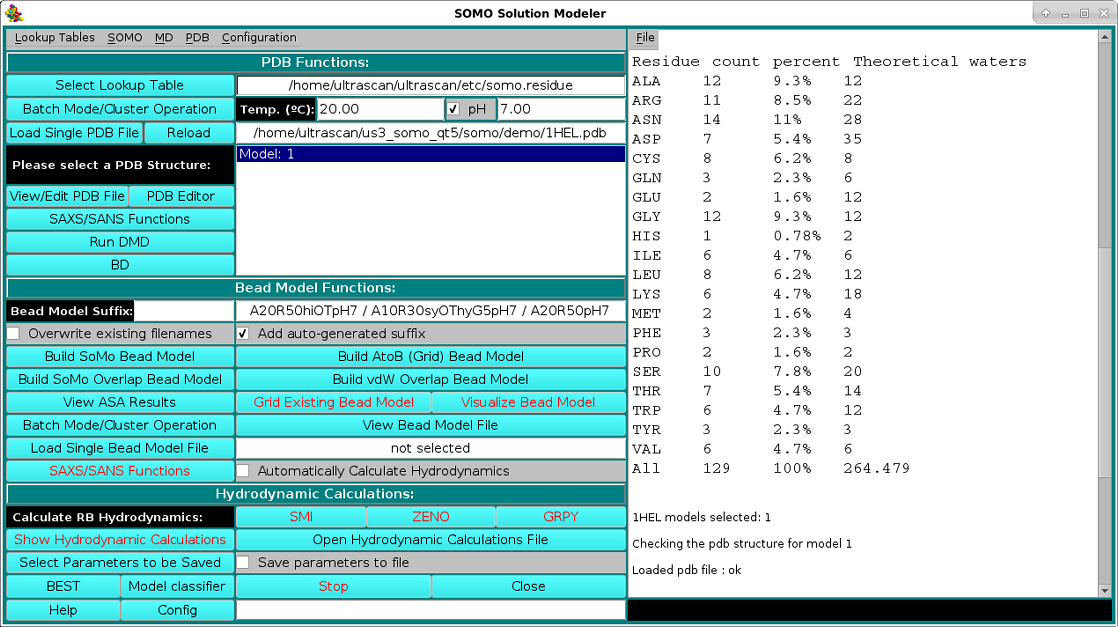 SOMO Solution Modeler
Lookup Tables SOMO MD PDB Configuration
PDB Functions:
Select Lookup Table /home/ultrascan/ultrascan/etc/somo.residue
Batch Mode/Cluster Operation Temp. (ºC): 20.00 pH 7.00
Load Single PDB File Reload /home/ultrascan/us3_somo_qt5/somo/demo/1HEL.pdb
Please select a PDB Structure: Model: 1
View/Edit PDB File PDB Editor
SAXS/SANS Functions
Run DMD
BD
Bead Model Functions:
Bead Model Suffix: A20R50hiOTpH7 / A10R30syOThyG5pH7 / A20R50pH7
Overwrite existing filenames Add auto-generated suffix
Build SoMo Bead Model Build AtoB (Grid) Bead Model
Build SoMo Overlap Bead Model Build vdW Overlap Bead Model
View ASA Results Grid Existing Bead Model Visualize Bead Model
Batch Mode/Cluster Operation View Bead Model File
Load Single Bead Model File not selected
SAXS/SANS Functions Automatically Calculate Hydrodynamics
Hydrodynamic Calculations:
Calculate RB Hydrodynamics: SMI ZENO GRPY
Show Hydrodynamic Calculations Open Hydrodynamic Calculations File
Select Parameters to be Saved Save parameters to file
BEST Model classifier Stop Close
Help Config
File
Residue count percent Theoretical waters
ALA 12 9.3% 12
ARG 11 8.5% 22
ASN 14 11% 28
ASP 7 5.4% 35
CYS 8 6.2% 8
GLN 3 2.3% 6
GLU 2 1.6% 12
GLY 12 9.3% 12
HIS 1 0.78% 2
ILE 6 4.7% 6
LEU 8 6.2% 12
LYS 6 4.7% 18
MET 2 1.6% 4
PHE 3 2.3% 3
PRO 2 1.6% 2
SER 10 7.8% 20
THR 7 5.4% 14
TRP 6 4.7% 12
TYR 3 2.3% 3
VAL 6 4.7% 6
All 129 100% 264.479
1HEL models selected: 1
Checking the pdb structure for model 1
Loaded pdb file : ok